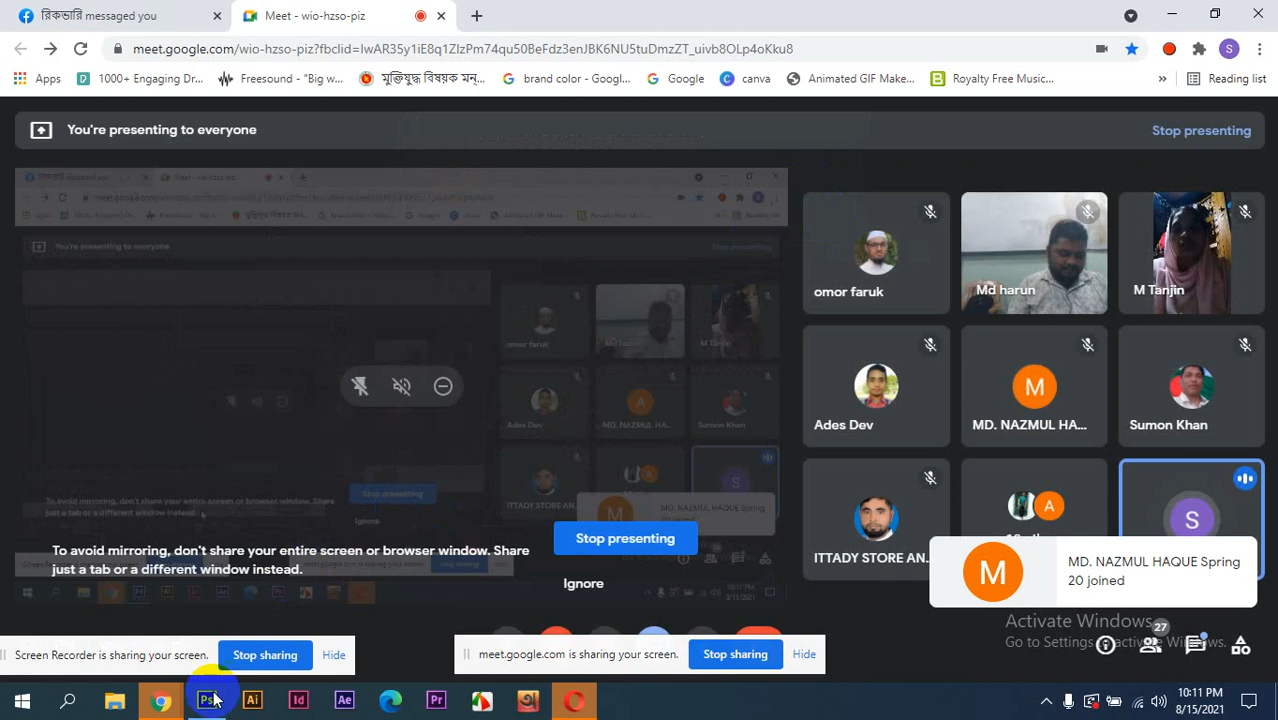 রিকভারি messaged you
Meet - wio-hzso-piz
meet.google.com/wio-hzso-piz?fbclid=IwAR35y1iE8q1ZIzPm74qu50BeFdz3enJBK6NU5tuDmzZT_uivb8OLp4oKku8
S
Apps
1000+ Engaging Dr...
Freesound - "Big w...
মুক্তিযুদ্ধ বিষয়ক মন্...
brand color - Googl...
Google
canva
Animated GIF Make...
Royalty Free Music...
»
Reading list
You're presenting to everyone
Stop presenting
omor faruk
Md harun
M Tanjin
Ades Dev
M
MD. NAZMUL HA...
Sumon Khan
ITTADY STORE AN...
A
S
To avoid mirroring, don't share your entire screen or browser window. Share
just a tab or a different window instead.
Stop presenting
Ignore
M
MD. NAZMUL HAQUE Spring
20 joined
Activate Windows
Go to Settings to activate Windows.
27
Screen Recorder is sharing your screen.
Stop sharing
Hide
meet.google.com is sharing your screen.
Stop sharing
Hide
Ps
Ai
Id
Ae
Pr
অ
10:11 PM
8/15/2021